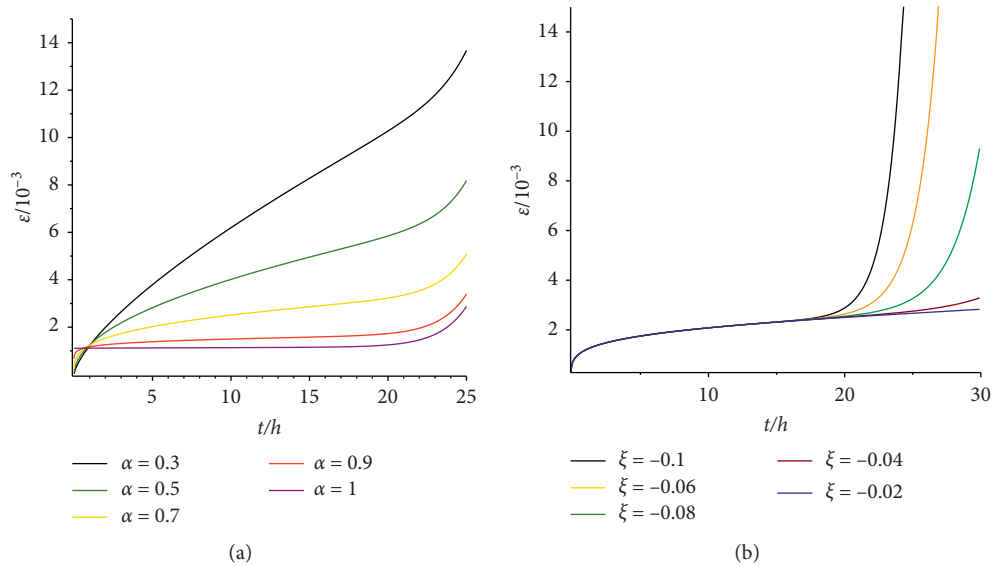 14
12
10
8
6
4
2
ε/10⁻³
5
10
15
20
25
t/h
α = 0.3
α = 0.9
α = 0.5
α = 1
α = 0.7
(a)
14
12
10
8
6
4
2
ε/10⁻³
10
20
30
t/h
ξ = –0.1
ξ = –0.04
ξ = –0.06
ξ = –0.02
ξ = –0.08
(b)